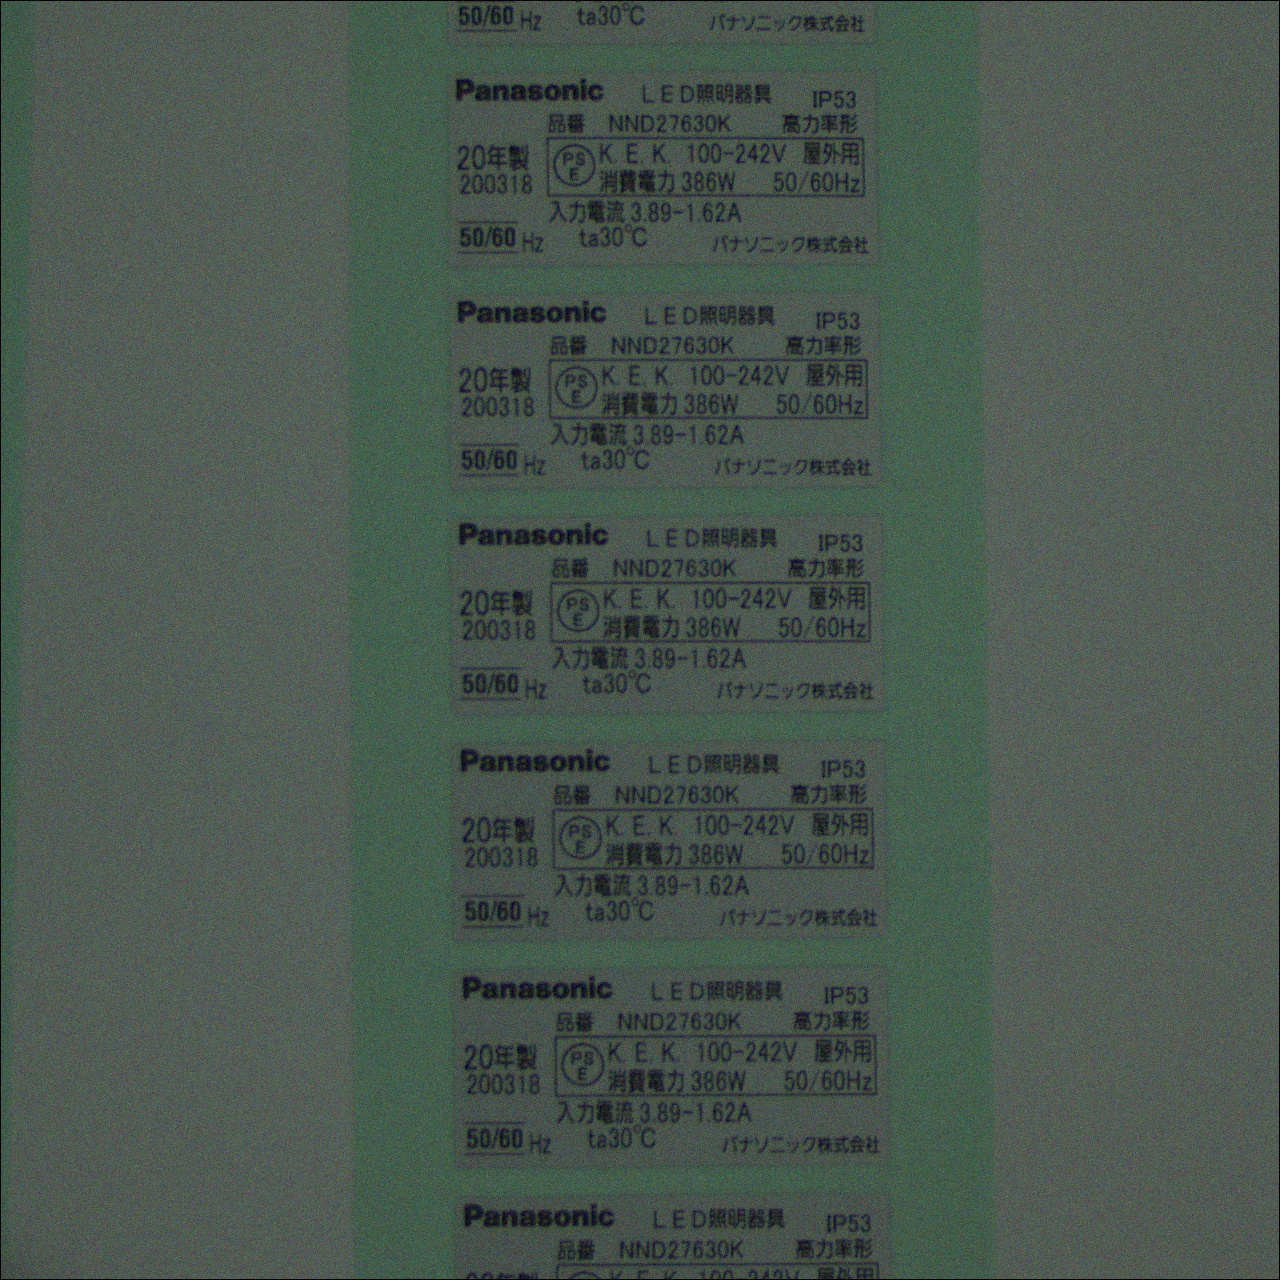 50/60 Hz ta30℃ パナソニック株式会社
Panasonic LED照明器具 IP53
品番 NND27630K 高力率形
20年製 PSE K.E.K. 100-242V 屋外用
200318 消費電力 386W 50/60Hz
入力電流 3.89-1.62A
50/60 Hz ta30℃ パナソニック株式会社
Panasonic LED照明器具 IP53
品番 NND27630K 高力率形
20年製 PSE K.E.K. 100-242V 屋外用
200318 消費電力 386W 50/60Hz
入力電流 3.89-1.62A
50/60 Hz ta30℃ パナソニック株式会社
Panasonic LED照明器具 IP53
品番 NND27630K 高力率形
20年製 PSE K.E.K. 100-242V 屋外用
200318 消費電力 386W 50/60Hz
入力電流 3.89-1.62A
50/60 Hz ta30℃ パナソニック株式会社
Panasonic LED照明器具 IP53
品番 NND27630K 高力率形
20年製 PSE K.E.K. 100-242V 屋外用
200318 消費電力 386W 50/60Hz
入力電流 3.89-1.62A
50/60 Hz ta30℃ パナソニック株式会社
Panasonic LED照明器具 IP53
品番 NND27630K 高力率形
20年製 PSE K.E.K. 100-242V 屋外用
200318 消費電力 386W 50/60Hz
入力電流 3.89-1.62A
50/60 Hz ta30℃ パナソニック株式会社
Panasonic LED照明器具 IP53
品番 NND27630K 高力率形
20年製 PS K.E.K. 100-242V 屋外用